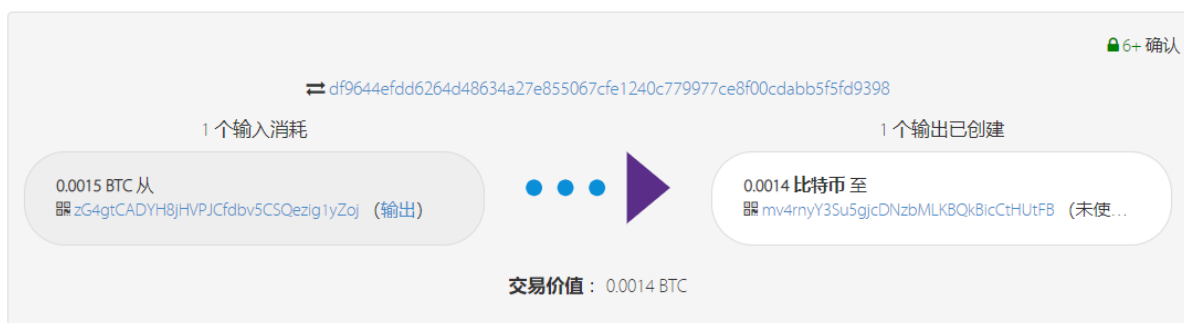 6+ 确认
df9644efdd6264d48634a27e855067cfe1240c779977ce8f00cdabb5f5fd9398
1 个输入消耗
1 个输出已创建
0.0015 BTC 从
zG4gtCADYH8jHVPJCfdbv5CSQezig1yZoj (输出)
0.0014 比特币 至
mv4rnyY3Su5gjcDNzbMLKBQkBicCtHUtFB (未使...
交易价值： 0.0014 BTC